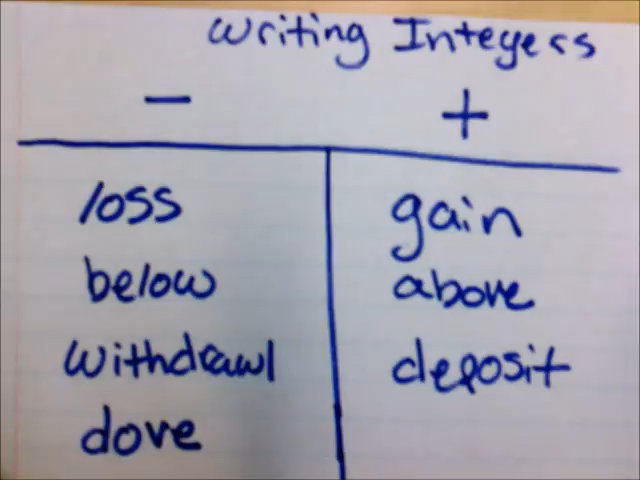 Writing Integers
− +
loss gain
below above
withdrawl deposit
dove